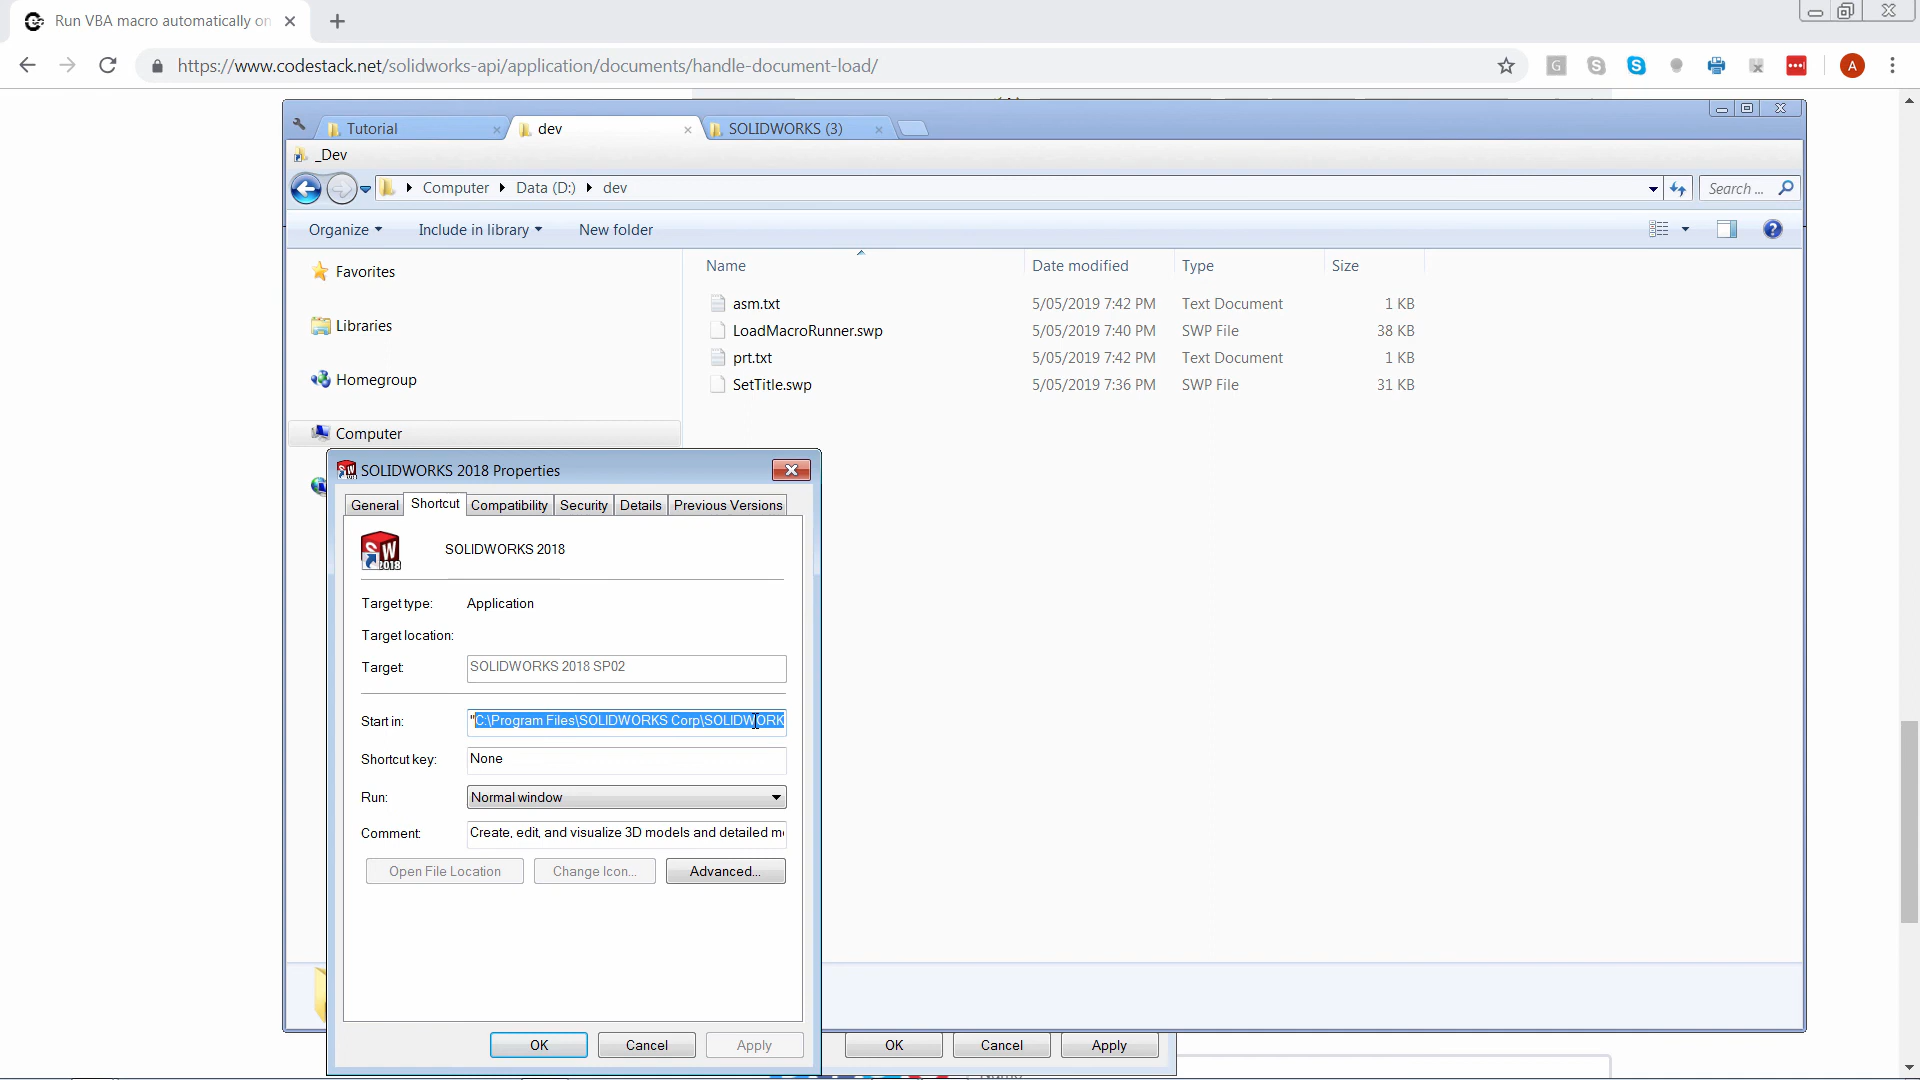 Run VBA macro automatically on
https://www.codestack.net/solidworks-api/application/documents/handle-document-load/
A
Tutorial
dev
SOLIDWORKS (3)
_Dev
Computer
Data (D:)
dev
Search ...
Organize
Include in library
New folder
Favorites
Libraries
Homegroup
Computer
Name
Date modified
Type
Size
asm.txt
5/05/2019 7:42 PM
Text Document
1 KB
LoadMacroRunner.swp
5/05/2019 7:40 PM
SWP File
38 KB
prt.txt
5/05/2019 7:42 PM
Text Document
1 KB
SetTitle.swp
5/05/2019 7:36 PM
SWP File
31 KB
SOLIDWORKS 2018 Properties
General
Shortcut
Compatibility
Security
Details
Previous Versions
SW 2018
SOLIDWORKS 2018
Target type:
Application
Target location:
Target:
SOLIDWORKS 2018 SP02
Start in:
"C:\Program Files\SOLIDWORKS Corp\SOLIDWORK
Shortcut key:
None
Run:
Normal window
Comment:
Create, edit, and visualize 3D models and detailed m
Open File Location
Change Icon...
Advanced...
OK
Cancel
Apply
OK
Cancel
Apply